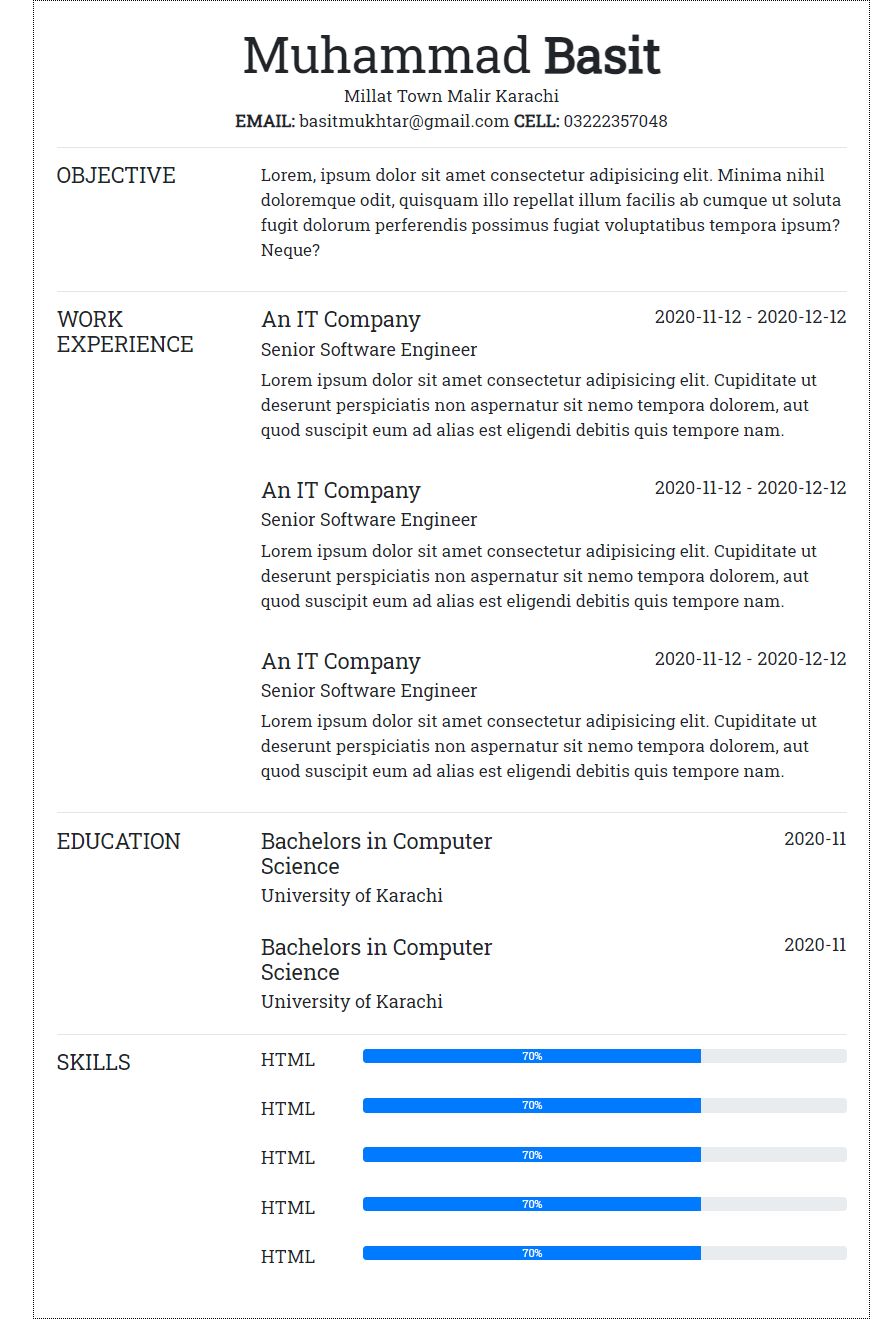 Muhammad Basit
Millat Town Malir Karachi
EMAIL: basitmukhtar@gmail.com CELL: 03222357048
OBJECTIVE
Lorem, ipsum dolor sit amet consectetur adipisicing elit. Minima nihil
doloremque odit, quisquam illo repellat illum facilis ab cumque ut soluta
fugit dolorum perferendis possimus fugiat voluptatibus tempora ipsum?
Neque?
WORK
EXPERIENCE
An IT Company 2020-11-12 - 2020-12-12
Senior Software Engineer
Lorem ipsum dolor sit amet consectetur adipisicing elit. Cupiditate ut
deserunt perspiciatis non aspernatur sit nemo tempora dolorem, aut
quod suscipit eum ad alias est eligendi debitis quis tempore nam.
An IT Company 2020-11-12 - 2020-12-12
Senior Software Engineer
Lorem ipsum dolor sit amet consectetur adipisicing elit. Cupiditate ut
deserunt perspiciatis non aspernatur sit nemo tempora dolorem, aut
quod suscipit eum ad alias est eligendi debitis quis tempore nam.
An IT Company 2020-11-12 - 2020-12-12
Senior Software Engineer
Lorem ipsum dolor sit amet consectetur adipisicing elit. Cupiditate ut
deserunt perspiciatis non aspernatur sit nemo tempora dolorem, aut
quod suscipit eum ad alias est eligendi debitis quis tempore nam.
EDUCATION
Bachelors in Computer 2020-11
Science
University of Karachi
Bachelors in Computer 2020-11
Science
University of Karachi
SKILLS
HTML 70%
HTML 70%
HTML 70%
HTML 70%
HTML 70%